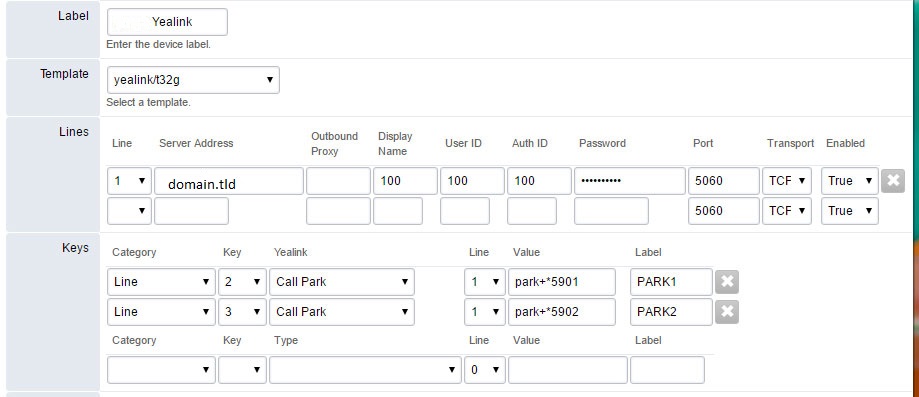 Label
Yealink
Enter the device label.
Template
yealink/t32g
Select a template.
Lines
Line Server Address Outbound Proxy Display Name User ID Auth ID Password Port Transport Enabled
1 domain.tld 100 100 100 •••••••••• 5060 TCF True
5060 TCF True
Keys
Category Key Yealink Line Value Label
Line 2 Call Park 1 park+*5901 PARK1
Line 3 Call Park 1 park+*5902 PARK2
Category Key Type Line Value Label
0